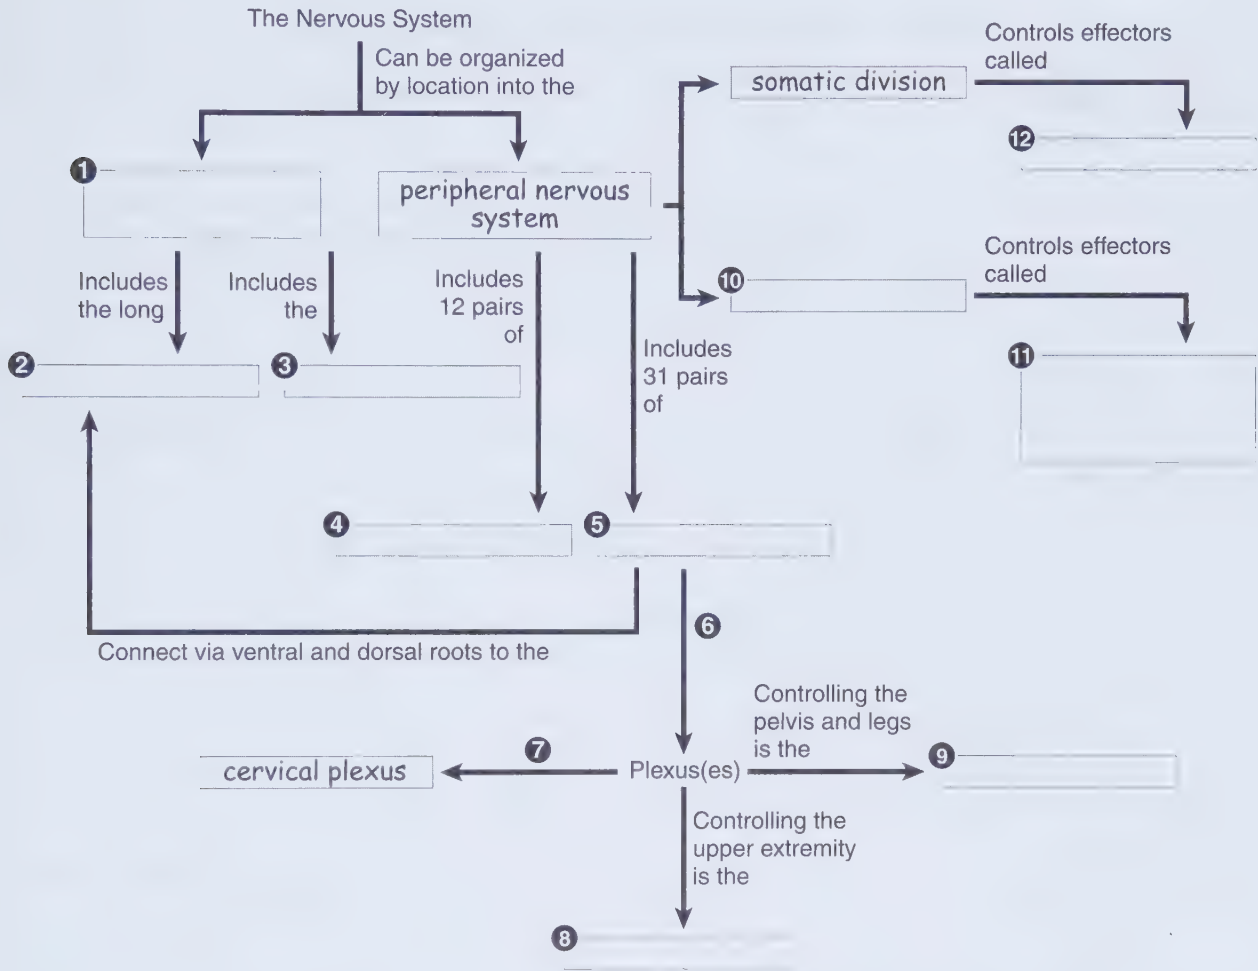 The Nervous System
Can be organized
by location into the
Controls effectors
called
somatic division
12
1
peripheral nervous
system
Includes
the long
Includes
the
Includes
12 pairs
of
Includes
31 pairs
of
10
Controls effectors
called
11
2
3
4
5
6
Connect via ventral and dorsal roots to the
Controlling the
pelvis and legs
is the
7
cervical plexus
Plexus(es)
9
Controlling the
upper extremity
is the
8